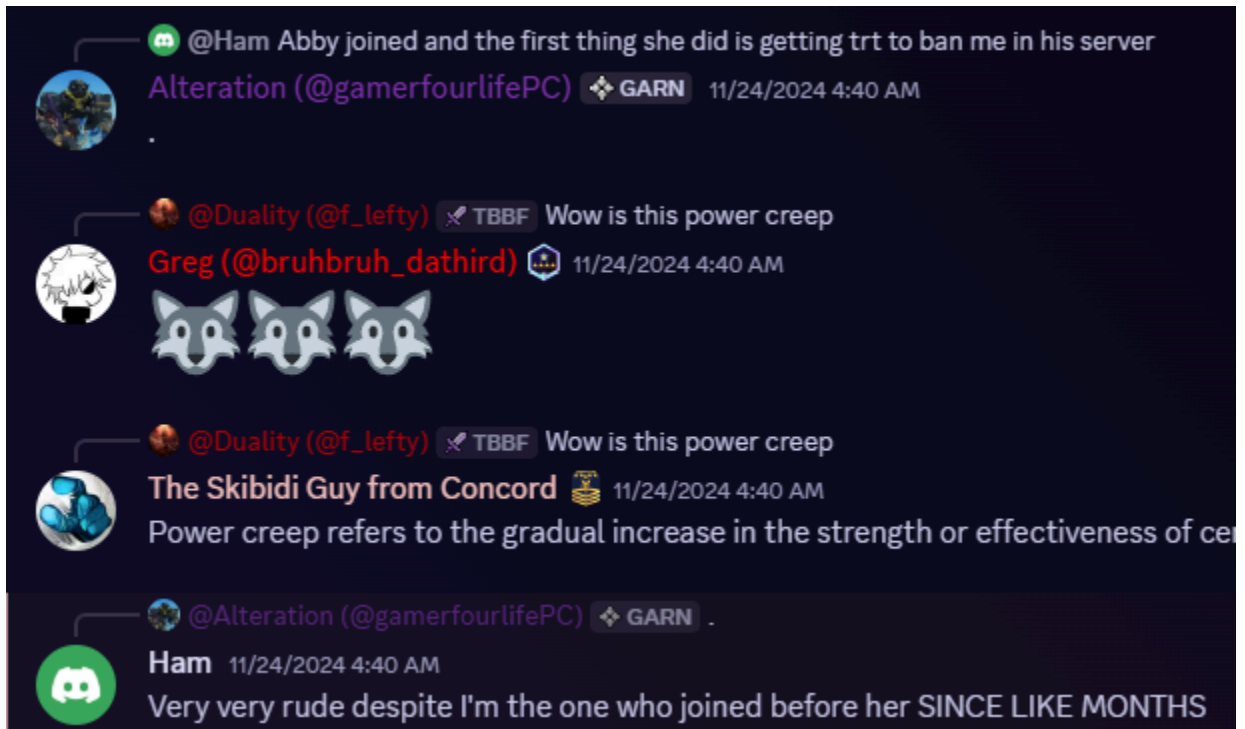 @Ham Abby joined and the first thing she did is getting trt to ban me in his server
Alteration (@gamerfourlifePC) GARN 11/24/2024 4:40 AM
.
@Duality (@f_lefty) TBBF Wow is this power creep
Greg (@bruhbruh_dathird) 11/24/2024 4:40 AM
@Duality (@f_lefty) TBBF Wow is this power creep
The Skibidi Guy from Concord 11/24/2024 4:40 AM
Power creep refers to the gradual increase in the strength or effectiveness of
@Alteration (@gamerfourlifePC) GARN .
Ham 11/24/2024 4:40 AM
Very very rude despite I'm the one who joined before her SINCE LIKE MONTHS